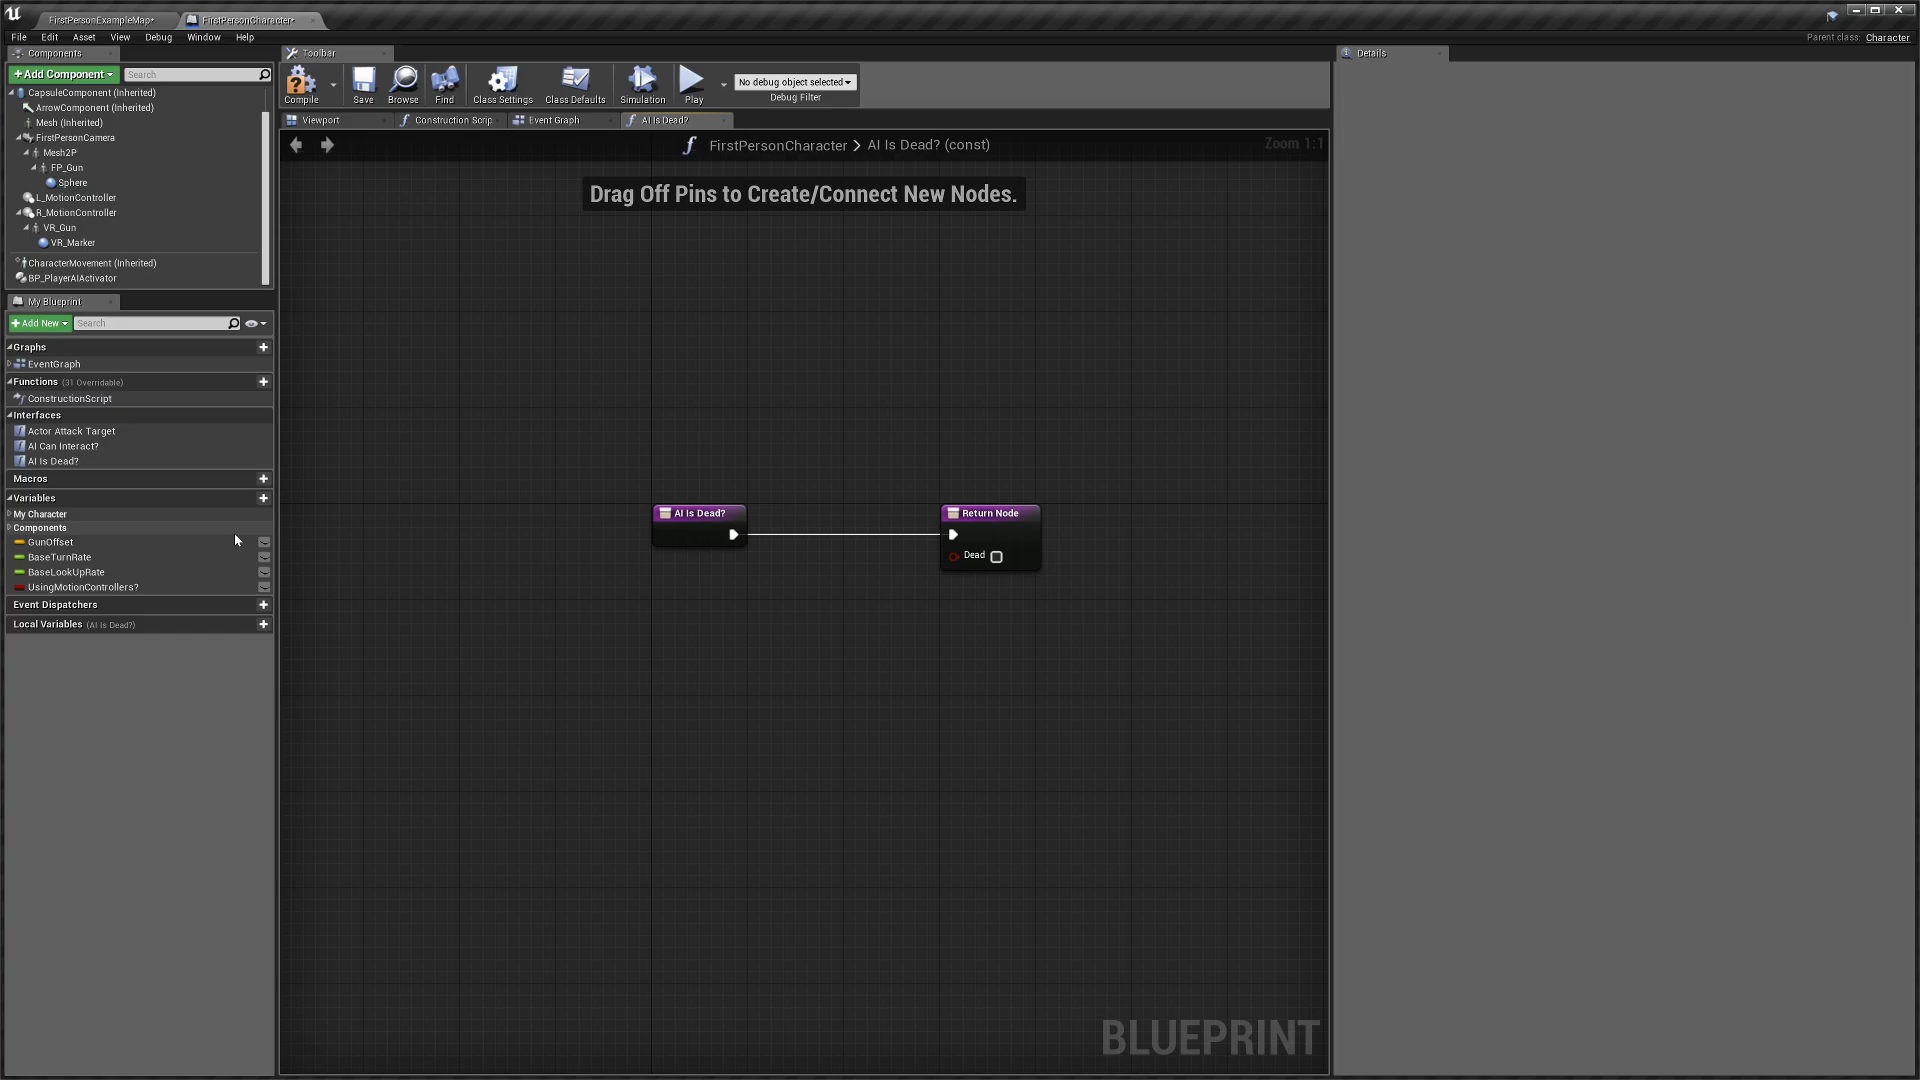 FirstPersonExampleMap*
FirstPersonCharacter*
File Edit Asset View Debug Window Help
Parent class: Character
Components
Toolbar
Details
+Add Component
Search
CapsuleComponent (Inherited)
ArrowComponent (Inherited)
Mesh (Inherited)
FirstPersonCamera
Mesh2P
FP_Gun
Sphere
L_MotionController
R_MotionController
VR_Gun
VR_Marker
CharacterMovement (Inherited)
BP_PlayerAIActivator
Compile
Save
Browse
Find
Class Settings
Class Defaults
Simulation
Play
No debug object selected
Debug Filter
Viewport
Construction Scrip
Event Graph
AI Is Dead?
FirstPersonCharacter > AI Is Dead? (const)
Zoom 1:1
Drag Off Pins to Create/Connect New Nodes.
My Blueprint
+Add New
Search
Graphs
EventGraph
Functions (31 Overridable)
ConstructionScript
Interfaces
Actor Attack Target
AI Can Interact?
AI Is Dead?
Macros
Variables
My Character
Components
GunOffset
BaseTurnRate
BaseLookUpRate
UsingMotionControllers?
Event Dispatchers
Local Variables (AI Is Dead?)
AI Is Dead?
Return Node
Dead
BLUEPRINT